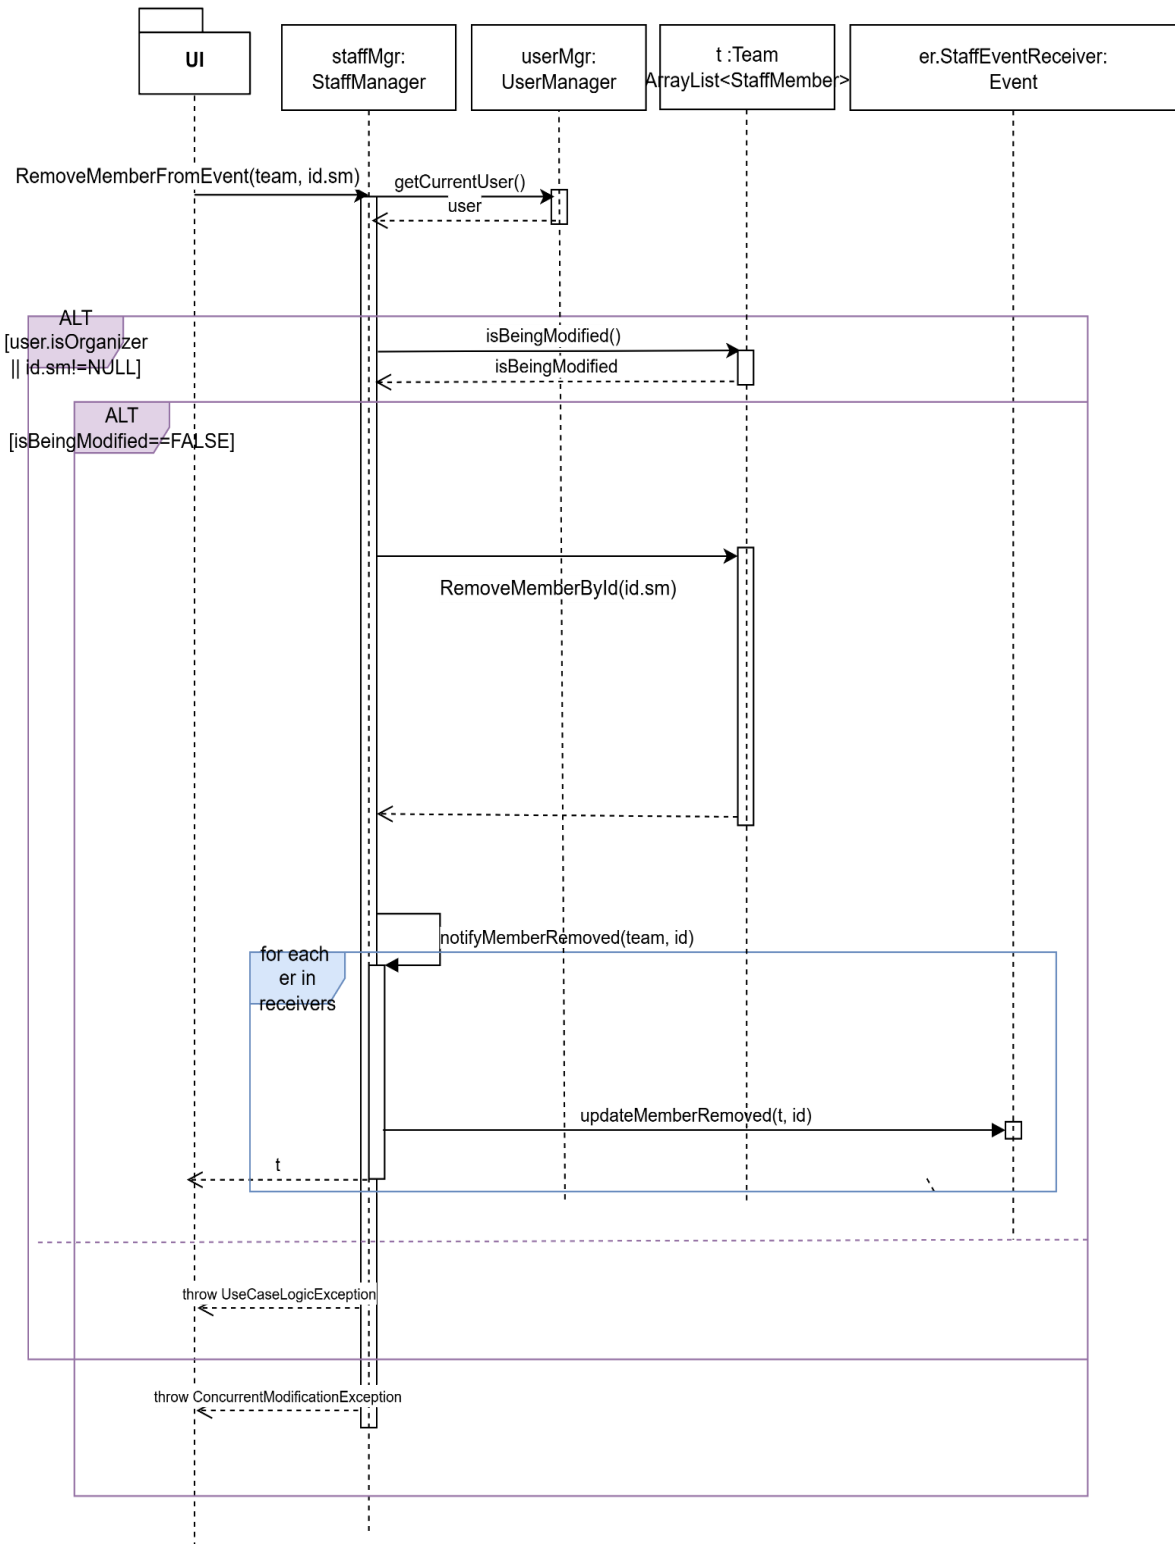 UI
staffMgr:
StaffManager
userMgr:
UserManager
t :Team
ArrayList<StaffMember>
er.StaffEventReceiver:
Event
RemoveMemberFromEvent(team, id.sm)
getCurrentUser()
user
ALT
[user.isOrganizer
|| id.sm!=NULL]
isBeingModified()
isBeingModified
ALT
[isBeingModified==FALSE]
RemoveMemberById(id.sm)
notifyMemberRemoved(team, id)
for each
er in
receivers
updateMemberRemoved(t, id)
t
throw UseCaseLogicException
throw ConcurrentModificationException